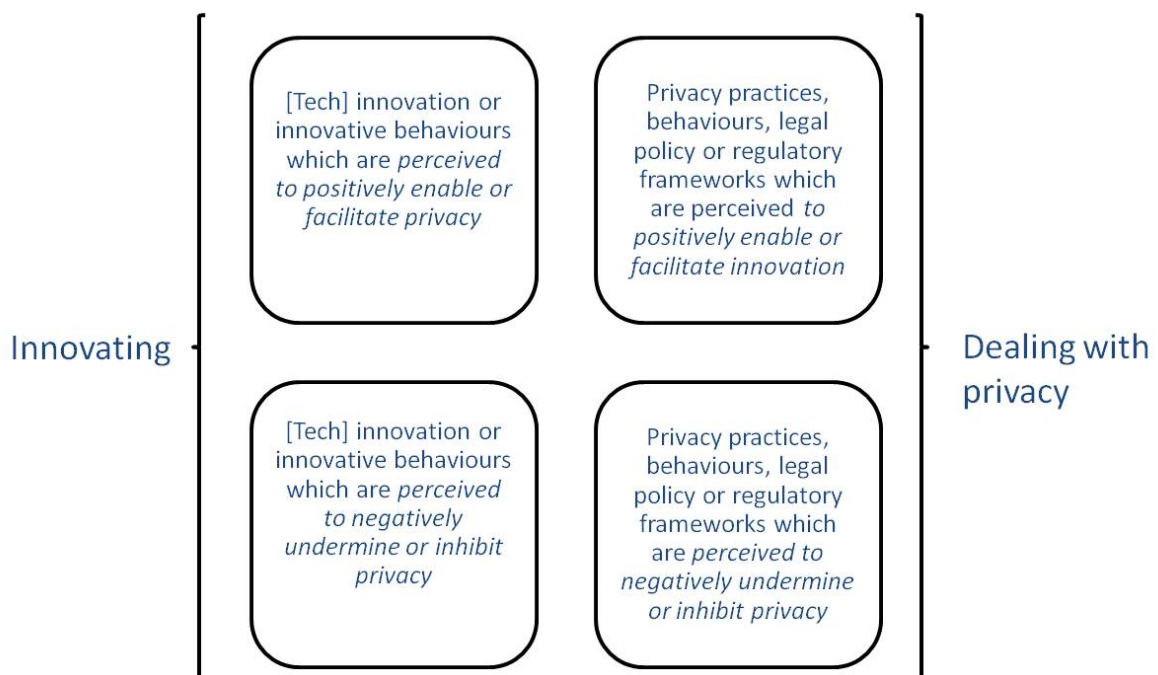 Innovating
[Tech] innovation or
innovative behaviours
which are perceived
to positively enable or
facilitate privacy
Privacy practices,
behaviours, legal
policy or regulatory
frameworks which
are perceived to
positively enable or
facilitate innovation
[Tech] innovation or
innovative behaviours
which are perceived
to negatively
undermine or inhibit
privacy
Privacy practices,
behaviours, legal
policy or regulatory
frameworks which
are perceived to
negatively undermine
or inhibit privacy
Dealing with
privacy